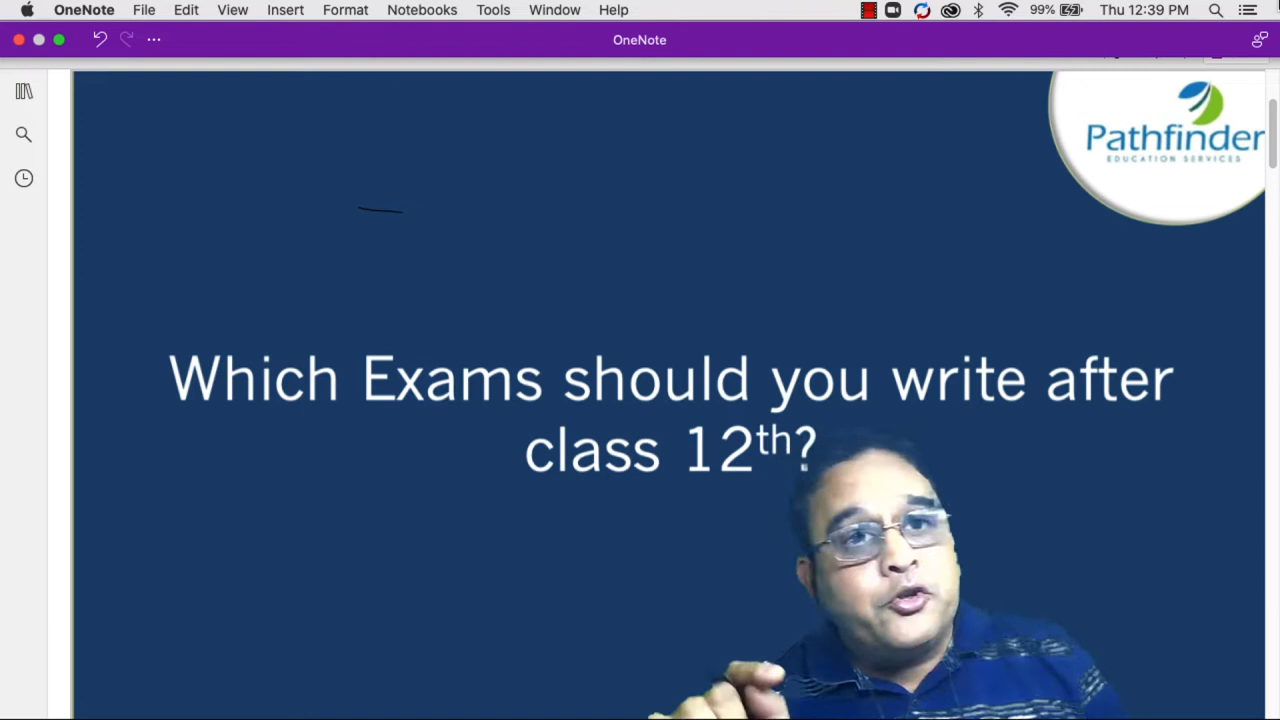 OneNote File Edit View Insert Format Notebooks Tools Window Help 99% Thu 12:39 PM
OneNote
Pathfinder
EDUCATION SERVICES
Which Exams should you write after
class 12th?